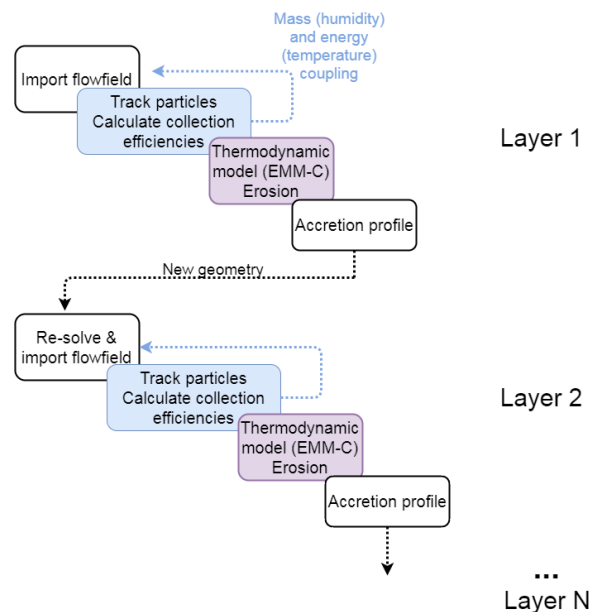 Mass (humidity)
and energy
(temperature)
coupling
Import flowfield
Track particles
Calculate collection
efficiencies
Layer 1
Thermodynamic
model (EMM-C)
Erosion
Accretion profile
New geometry
Re-solve &
import flowfield
Track particles
Calculate collection
efficiencies
Layer 2
Thermodynamic
model (EMM-C)
Erosion
Accretion profile
...
Layer N